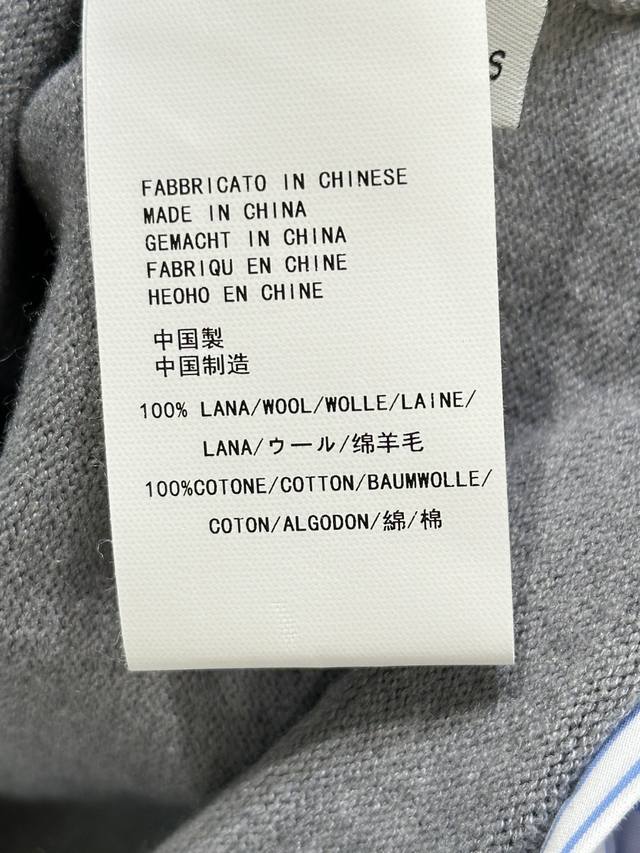 S
FABBRICATO IN CHINESE
MADE IN CHINA
GEMACHT IN CHINA
FABRIQU EN CHINE
HEOHO EN CHINE
中国製
中国制造
100% LANA/WOOL/WOLLE/LAINE/
LANA/ウール/绵羊毛
100%COTONE/COTTON/BAUMWOLLE/
COTON/ALGODON/綿/棉